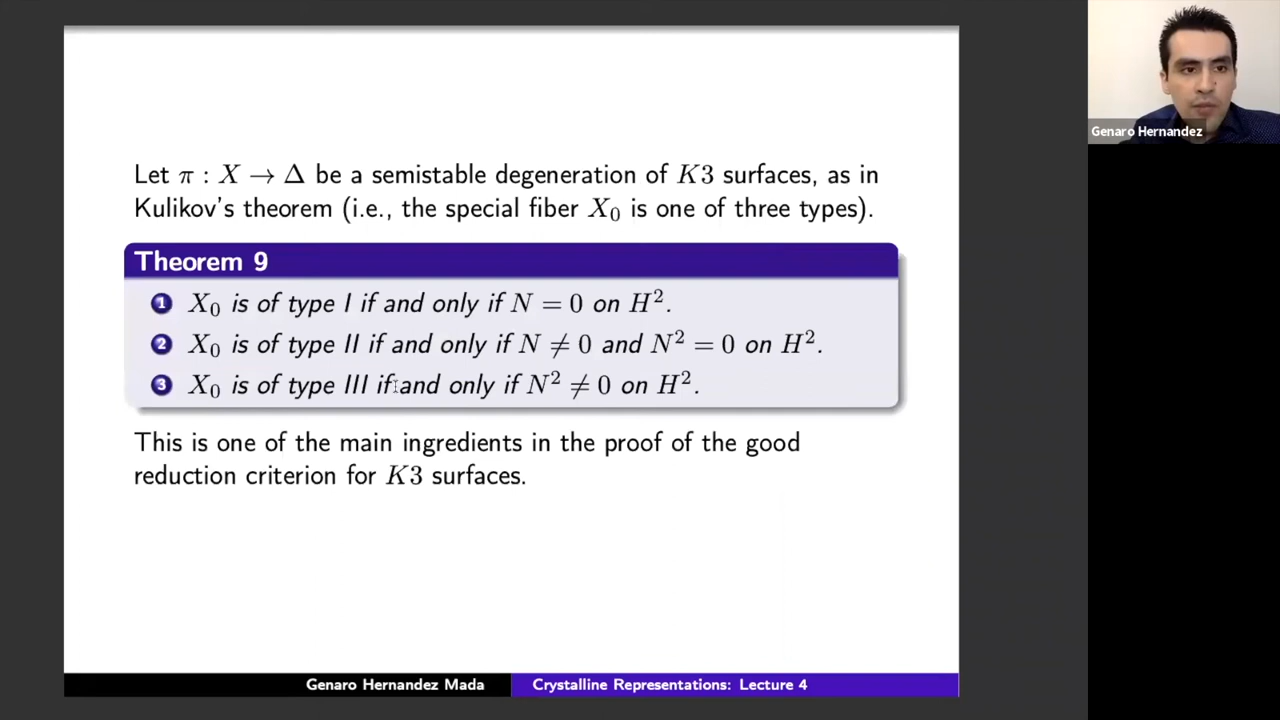 Let π : X → Δ be a semistable degeneration of K3 surfaces, as in
Kulikov's theorem (i.e., the special fiber X₀ is one of three types).
Theorem 9
1 X₀ is of type I if and only if N = 0 on H².
2 X₀ is of type II if and only if N ≠ 0 and N² = 0 on H².
3 X₀ is of type III if and only if N² ≠ 0 on H².
This is one of the main ingredients in the proof of the good
reduction criterion for K3 surfaces.
Genaro Hernandez Mada
Crystalline Representations: Lecture 4
Genaro Hernandez